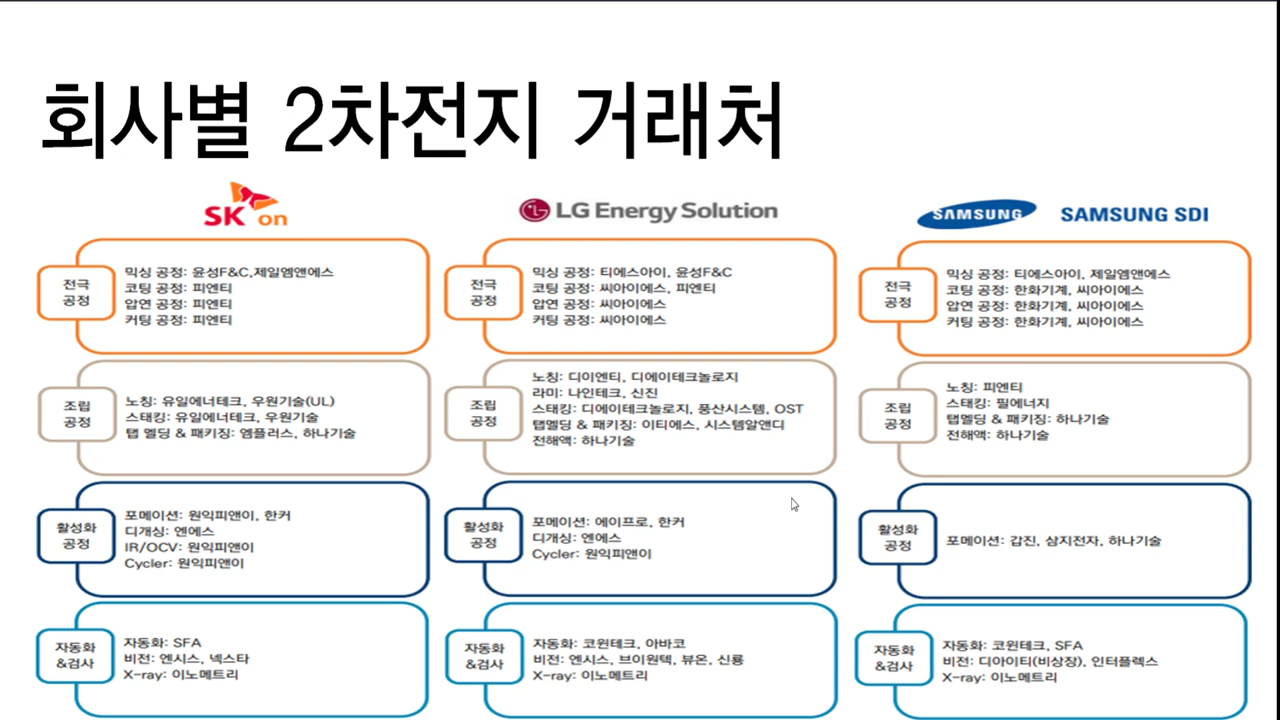 회사별 2차전지 거래처
SK on
LG Energy Solution
SAMSUNG SAMSUNG SDI
전극
공정
믹싱 공정: 윤성F&C,제일엠앤에스
코팅 공정: 피엔티
압연 공정: 피엔티
커팅 공정: 피엔티
전극
공정
믹싱 공정: 티에스아이, 윤성F&C
코팅 공정: 씨아이에스, 피엔티
압연 공정: 씨아이에스
커팅 공정: 씨아이에스
전극
공정
믹싱 공정: 티에스아이, 제일엠앤에스
코팅 공정: 한화기계, 씨아이에스
압연 공정: 한화기계, 씨아이에스
커팅 공정: 한화기계, 씨아이에스
조립
공정
노칭: 유일에너테크, 우원기술(UL)
스태킹: 유일에너테크, 우원기술
탭 멜딩 & 패키징: 엠플러스, 하나기술
조립
공정
노칭: 디이엔티, 디에이테크놀로지
라미: 나인테크, 신진
스태킹: 디에이테크놀로지, 풍산시스템, OST
탭멜딩 & 패키징: 이티에스, 시스템알앤디
전해액: 하나기술
조립
공정
노칭: 피엔티
스태킹: 필에너지
탭멜딩 & 패키징: 하나기술
전해액: 하나기술
활성화
공정
포메이션: 원익피앤이, 한커
디개싱: 엔에스
IR/OCV: 원익피앤이
Cycler: 원익피앤이
활성화
공정
포메이션: 에이프로, 한커
디개싱: 엔에스
Cycler: 원익피앤이
활성화
공정
포메이션: 갑진, 삼지전자, 하나기술
자동화
&검사
자동화: SFA
비전: 엔시스, 넥스타
X-ray: 이노메트리
자동화
&검사
자동화: 코윈테크, 아바코
비전: 엔시스, 브이원텍, 뷰온, 신룡
X-ray: 이노메트리
자동화
&검사
자동화: 코윈테크, SFA
비전: 디아이티(비상장), 인터플렉스
X-ray: 이노메트리